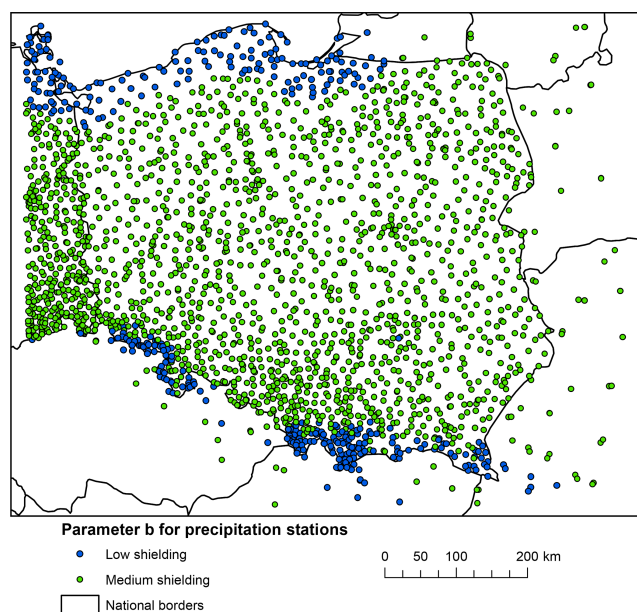 Parameter b for precipitation stations
Low shielding
Medium shielding
National borders
0 50 100 200 km